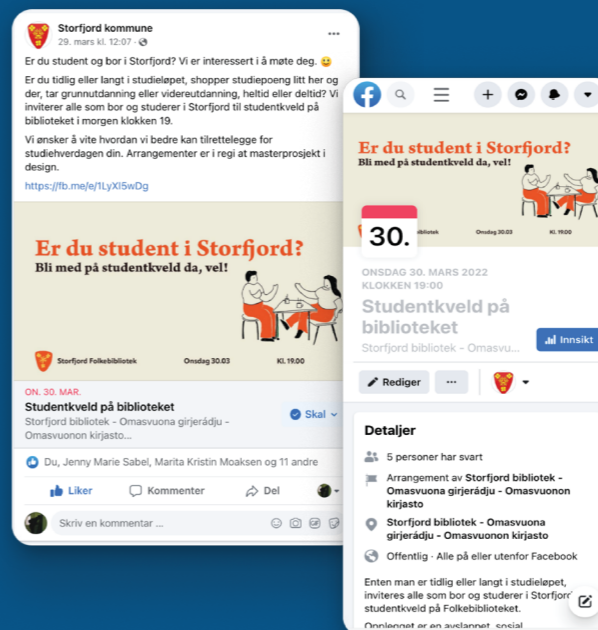 Storfjord kommune
29. mars kl. 12:07 ·
Er du student og bor i Storfjord? Vi er interessert i å møte deg. 😀
Er du tidlig eller langt i studieløpet, shopper studiepoeng litt her og
der, tar grunnutdanning eller videreutdanning, heltid eller deltid? Vi
inviterer alle som bor og studerer i Storfjord til studentkveld på
biblioteket i morgen klokken 19.
Vi ønsker å vite hvordan vi bedre kan tilrettelegge for
studiehverdagen din. Arrangementer er i regi at masterprosjekt i
design.
https://fb.me/e/1LyXl5wDg
Er du student i Storfjord?
Bli med på studentkveld da, vel!
Storfjord Folkebibliotek Onsdag 30.03 Kl. 19.00
ON. 30. MAR.
Studentkveld på biblioteket
Storfjord bibliotek - Omasvuona girjerádju -
Omasvuonon kirjasto...
Skal
Du, Jenny Marie Sabel, Marita Kristin Moaksen og 11 andre
Liker Kommenter Del
Skriv en kommentar ...
GIF
Er du student i Storfjord?
Bli med på studentkveld da, vel!
Onsdag 30.03 Kl. 19.00
30.
ONSDAG 30. MARS 2022
KLOKKEN 19:00
Studentkveld på
biblioteket
Storfjord bibliotek - Omasvu...
Innsikt
Rediger ...
Detaljer
5 personer har svart
Arrangement av Storfjord bibliotek -
Omasvuona girjerádju - Omasvuonon
kirjasto
Storfjord bibliotek - Omasvuona
girjerádju - Omasvuonon kirjasto
Offentlig · Alle på eller utenfor Facebook
Enten man er tidlig eller langt i studieløpet,
inviteres alle som bor og studerer i Storfjord
studentkveld på Folkebiblioteket.
er en avslappet, sosial